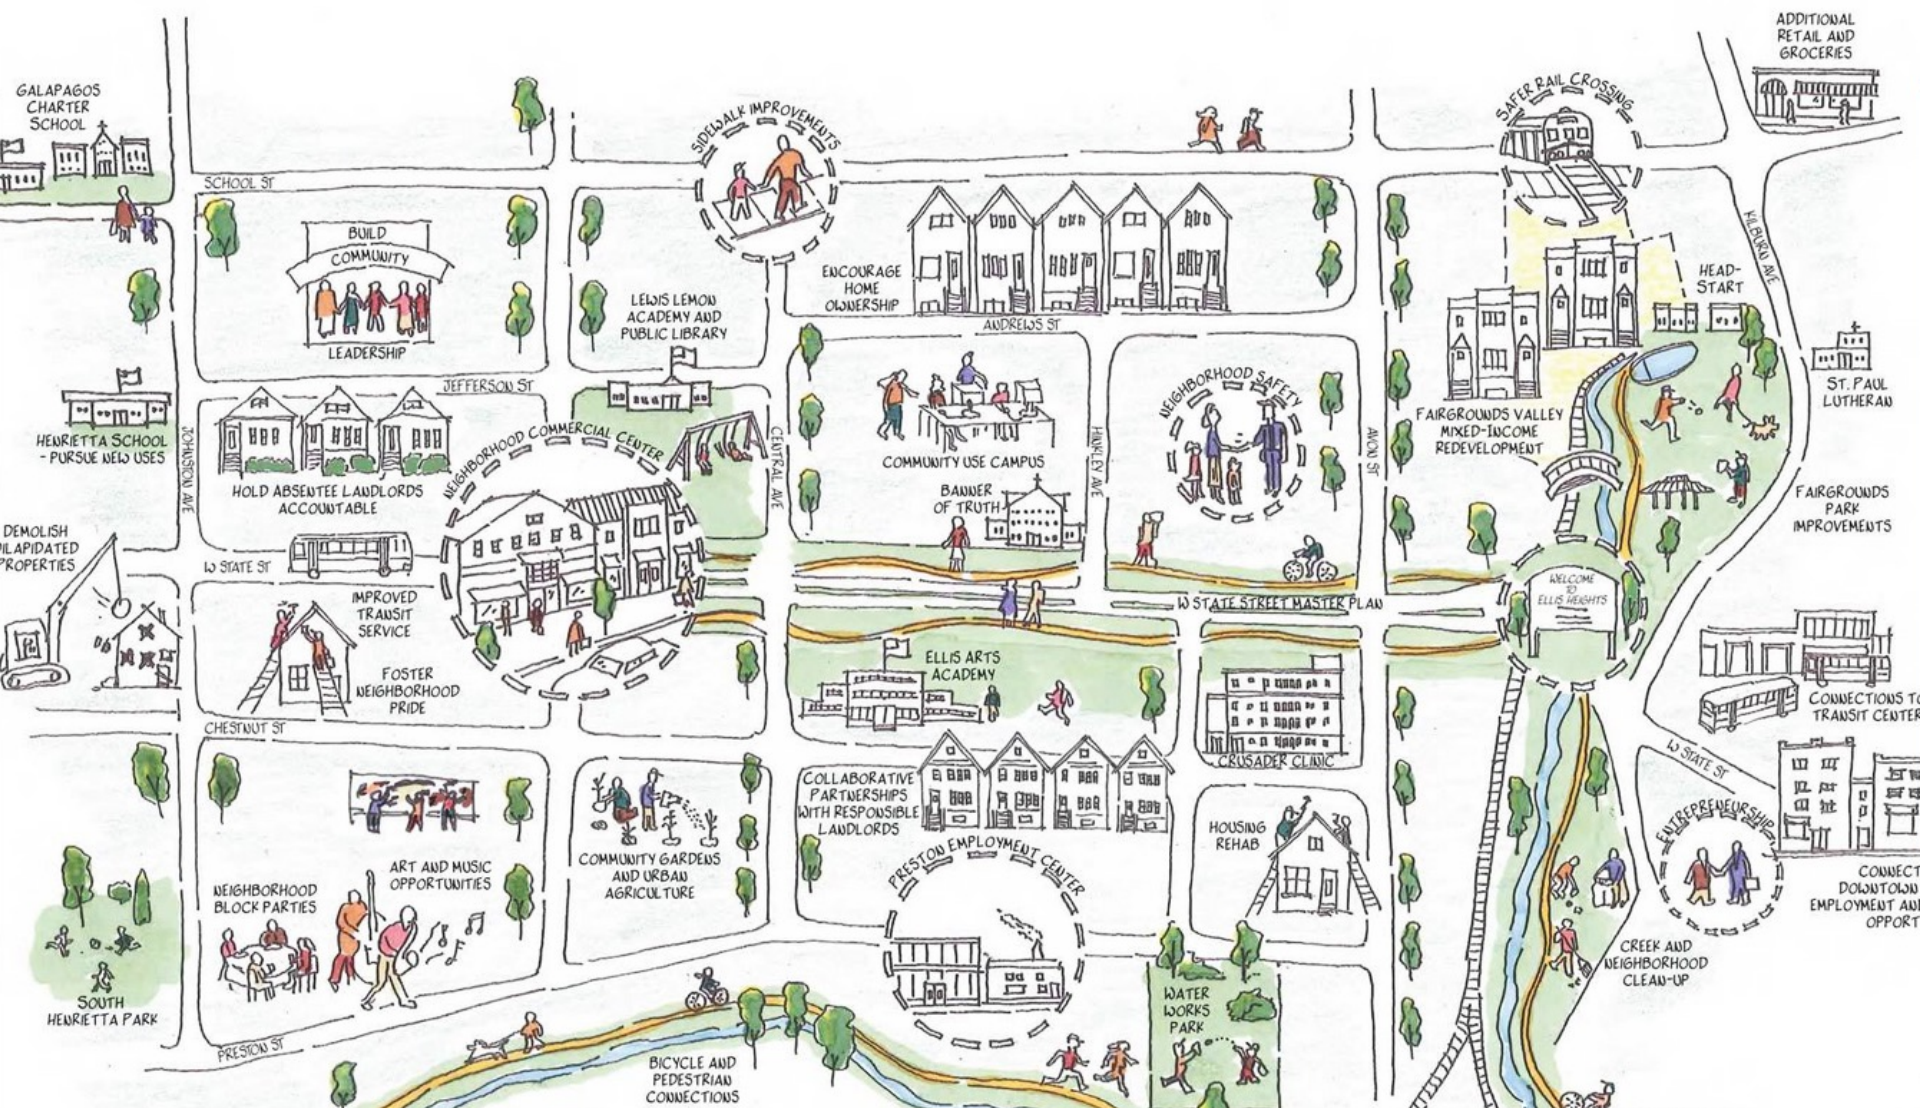 ADDITIONAL
RETAIL AND
GROCERIES
GALAPAGOS
CHARTER
SCHOOL
SIDEWALK IMPROVEMENTS
SAFER RAIL CROSSING
SCHOOL ST
BUILD
COMMUNITY
LEADERSHIP
LEWIS LEMON
ACADEMY AND
PUBLIC LIBRARY
ENCOURAGE
HOME
OWNERSHIP
ANDREWS ST
KILBURN AVE
HEAD-
START
ST. PAUL
LUTHERAN
JEFFERSON ST
HENRIETTA SCHOOL
- PURSUE NEW USES
JOHNSTON AVE
HOLD ABSENTEE LANDLORDS
ACCOUNTABLE
NEIGHBORHOOD COMMERCIAL CENTER
CENTRAL AVE
COMMUNITY USE CAMPUS
HINKLEY AVE
NEIGHBORHOOD SAFETY
AVON ST
FAIRGROUNDS VALLEY
MIXED-INCOME
REDEVELOPMENT
BANNER
OF TRUTH
FAIRGROUNDS
PARK
IMPROVEMENTS
DEMOLISH
DILAPIDATED
PROPERTIES
W STATE ST
IMPROVED
TRANSIT
SERVICE
W STATE STREET MASTER PLAN
WELCOME
TO
ELLIS HEIGHTS
FOSTER
NEIGHBORHOOD
PRIDE
ELLIS ARTS
ACADEMY
CONNECTIONS TO
TRANSIT CENTER
CHESTNUT ST
CRUSADER CLINIC
W STATE ST
COLLABORATIVE
PARTNERSHIPS
WITH RESPONSIBLE
LANDLORDS
HOUSING
REHAB
ENTREPRENEURSHIP
ART AND MUSIC
OPPORTUNITIES
COMMUNITY GARDENS
AND URBAN
AGRICULTURE
PRESTON EMPLOYMENT CENTER
CONNECT
DOWNTOWN
EMPLOYMENT AND
OPPORT
NEIGHBORHOOD
BLOCK PARTIES
CREEK AND
NEIGHBORHOOD
CLEAN-UP
SOUTH
HENRIETTA PARK
WATER
WORKS
PARK
PRESTON ST
BICYCLE AND
PEDESTRIAN
CONNECTIONS